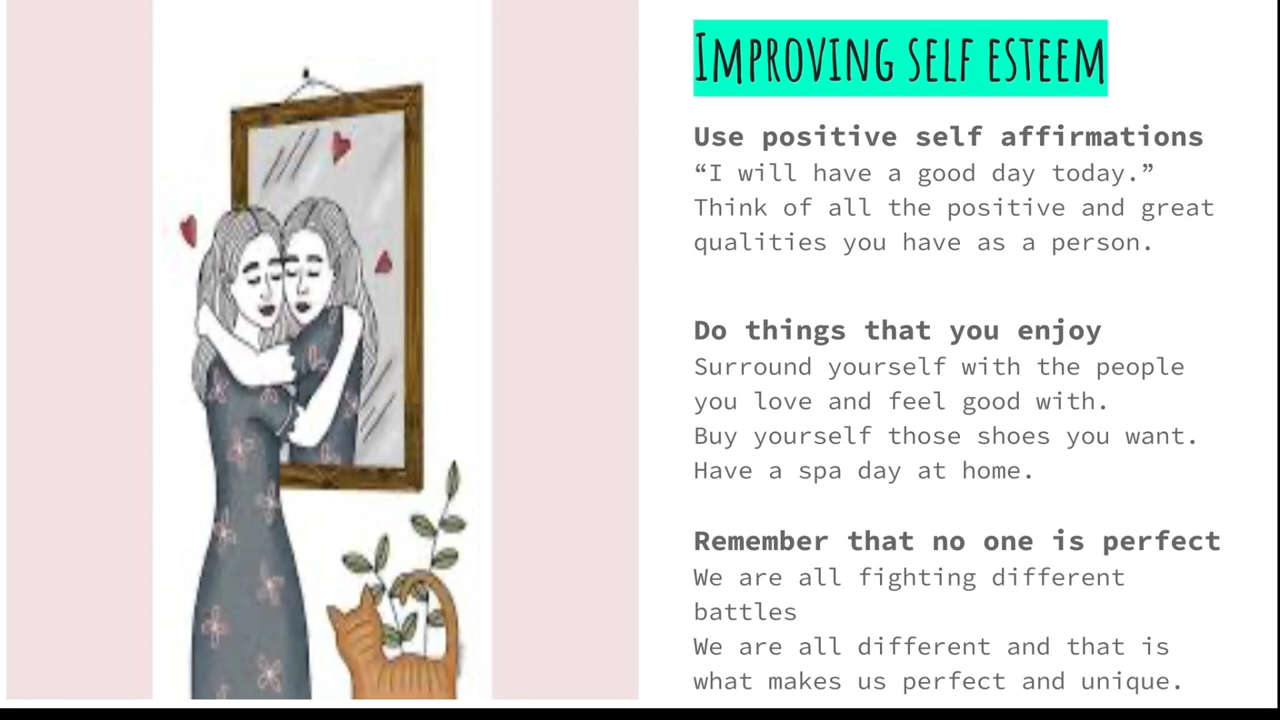 Improving self esteem
Use positive self affirmations
“I will have a good day today.”
Think of all the positive and great
qualities you have as a person.
Do things that you enjoy
Surround yourself with the people
you love and feel good with.
Buy yourself those shoes you want.
Have a spa day at home.
Remember that no one is perfect
We are all fighting different
battles
We are all different and that is
what makes us perfect and unique.